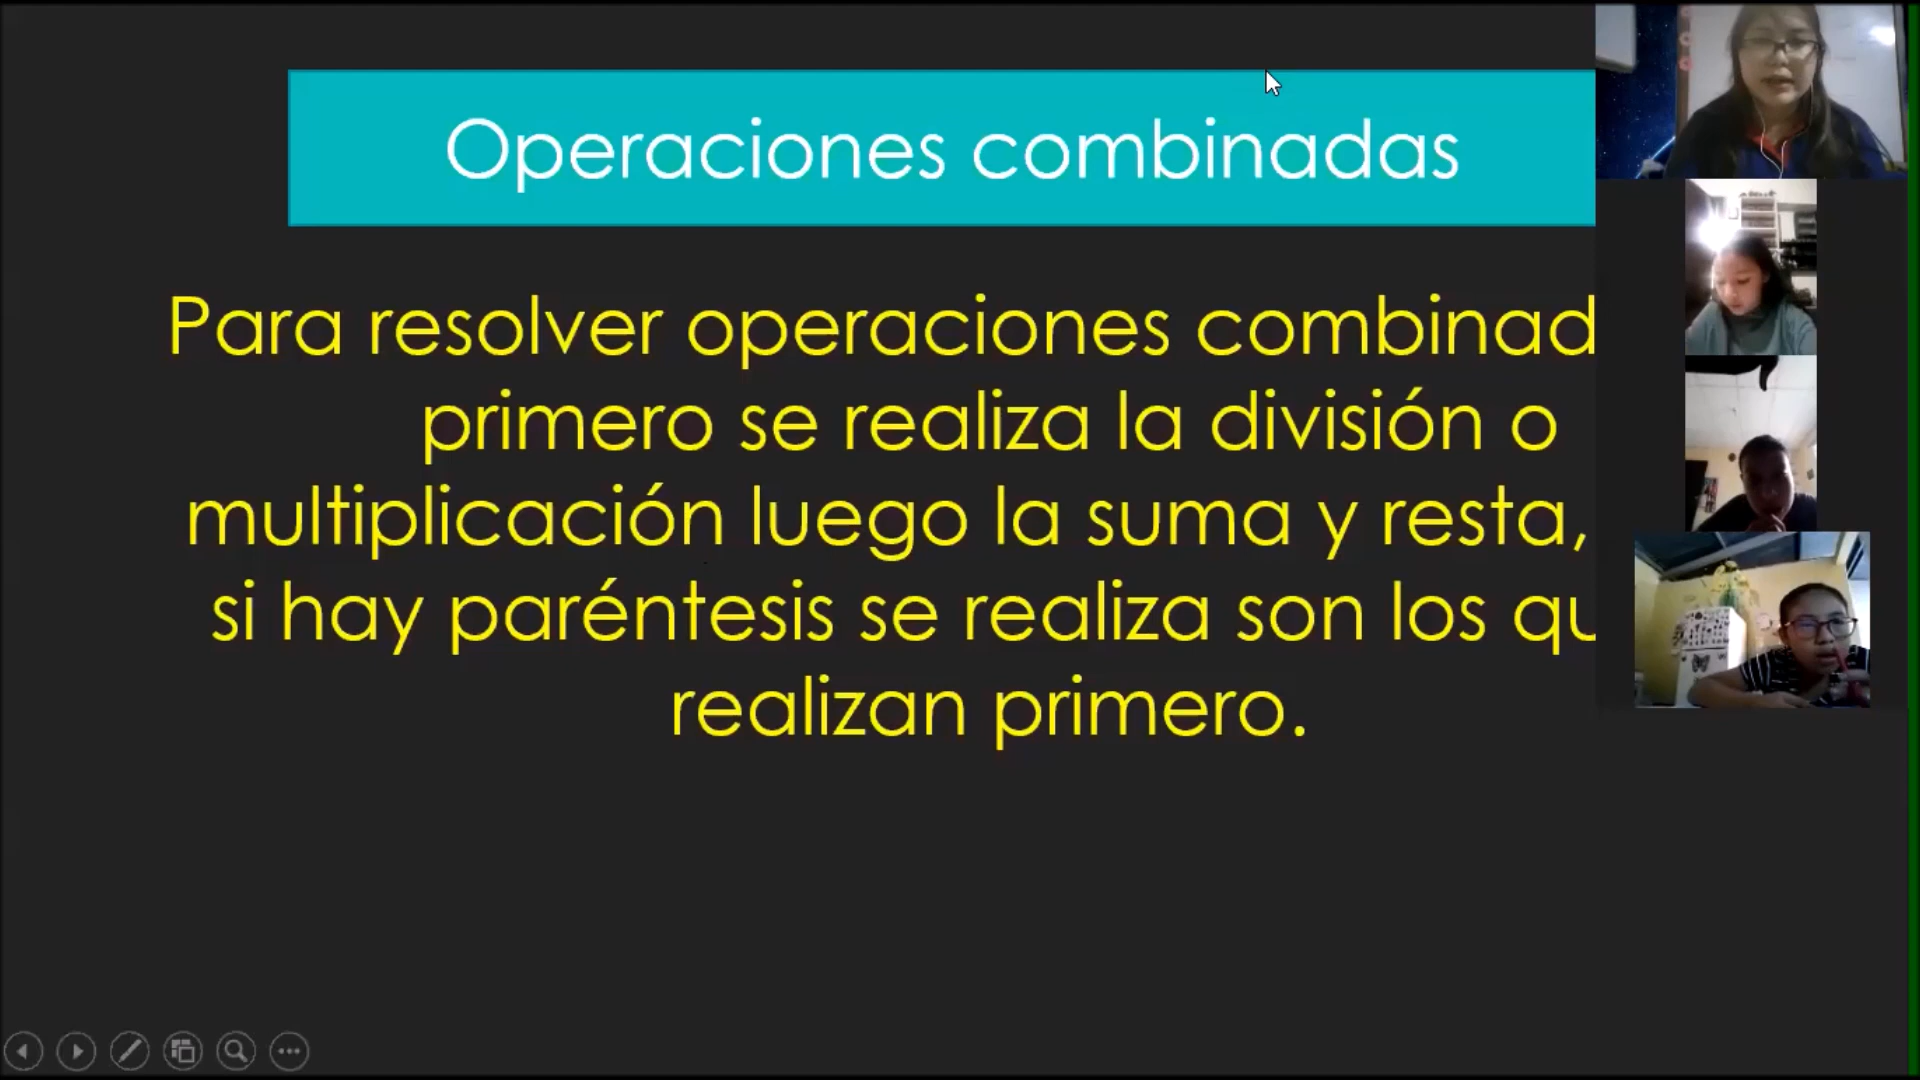 Operaciones combinadas
Para resolver operaciones combinad
primero se realiza la división o
multiplicación luego la suma y resta,
si hay paréntesis se realiza son los qu
realizan primero.